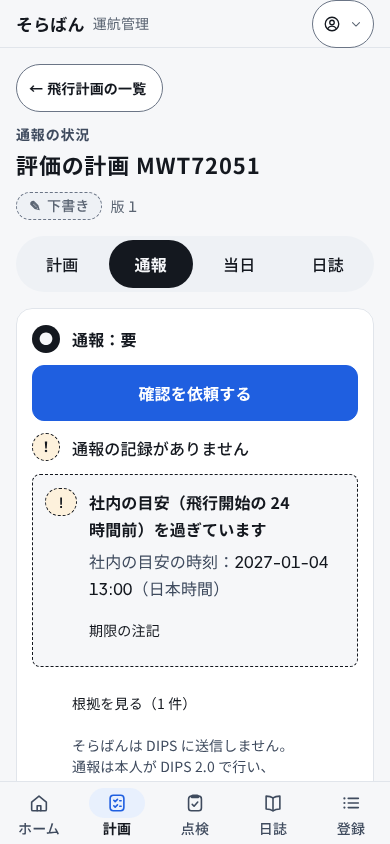 そらばん 運航管理
← 飛行計画の一覧
通報の状況
評価の計画 MWT72051
✎ 下書き 版 1
計画 通報 当日 日誌
通報：要
確認を依頼する
! 通報の記録がありません
! 社内の目安（飛行開始の 24
時間前）を過ぎています
社内の目安の時刻：2027-01-04
13:00（日本時間）
期限の注記
根拠を見る（1 件）
そらばんは DIPS に送信しません。
通報は本人が DIPS 2.0 で行い、
ホーム 計画 点検 日誌 登録